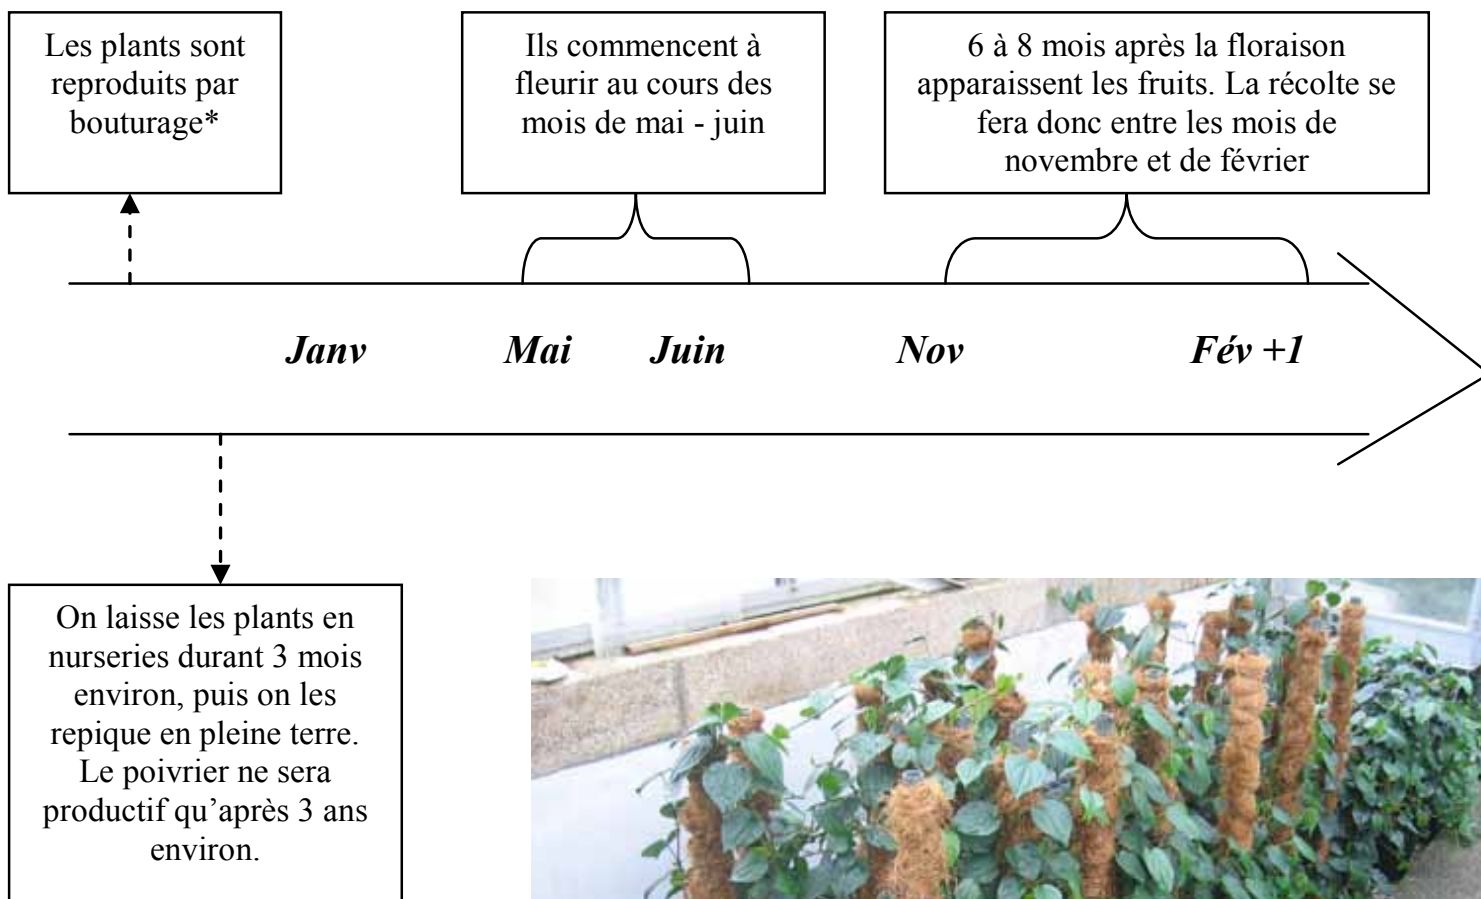 Les plants sont
reproduits par
bouturage*
Ils commencent à
fleurir au cours des
mois de mai - juin
6 à 8 mois après la floraison
apparaissent les fruits. La récolte se
fera donc entre les mois de
novembre et de février
Janv Mai Juin Nov Fév +1
On laisse les plants en
nurseries durant 3 mois
environ, puis on les
repique en pleine terre.
Le poivrier ne sera
productif qu’après 3 ans
environ.